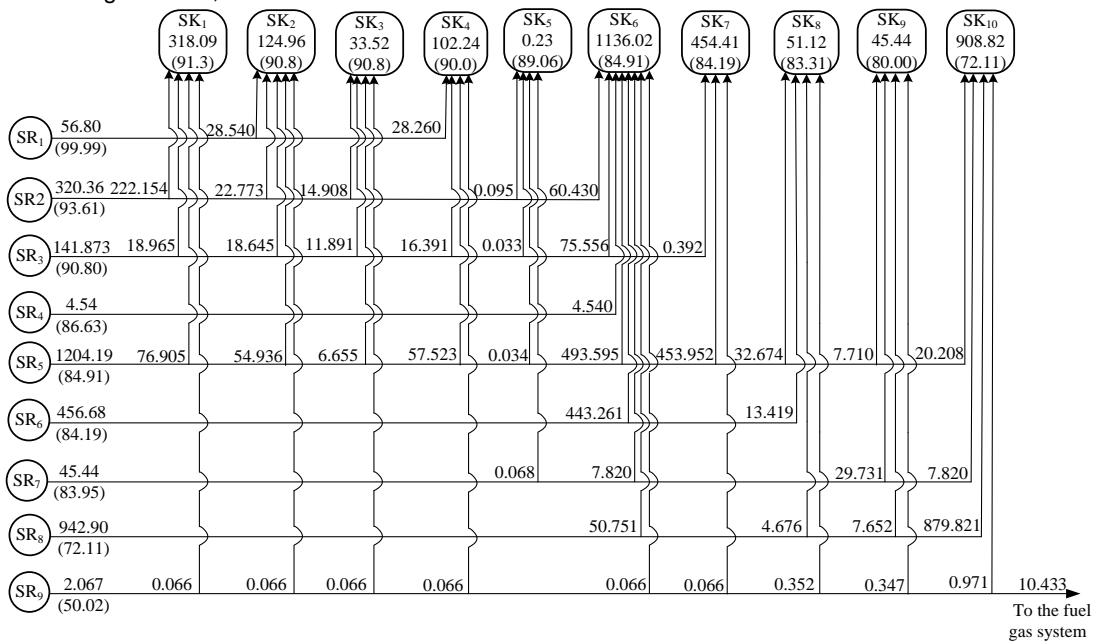 SK1 SK2 SK3 SK4 SK5 SK6 SK7 SK8 SK9 SK10
318.09 124.96 33.52 102.24 0.23 1136.02 454.41 51.12 45.44 908.82
(91.3) (90.8) (90.8) (90.0) (89.06) (84.91) (84.19) (83.31) (80.00) (72.11)
SR1 56.80 28.540 28.260
(99.99)
SR2 320.36 222.154 22.773 14.908 0.095 60.430
(93.61)
SR3 141.873 18.965 18.645 11.891 16.391 0.033 75.556 0.392
(90.80)
SR4 4.54 4.540
(86.63)
SR5 1204.19 76.905 54.936 6.655 57.523 0.034 493.595 453.952 32.674 7.710 20.208
(84.91)
SR6 456.68 443.261 13.419
(84.19)
SR7 45.44 0.068 7.820 29.731 7.820
(83.95)
SR8 942.90 50.751 4.676 7.652 879.821
(72.11)
SR9 2.067 0.066 0.066 0.066 0.066 0.066 0.066 0.352 0.347 0.971 10.433
(50.02)
To the fuel
gas system